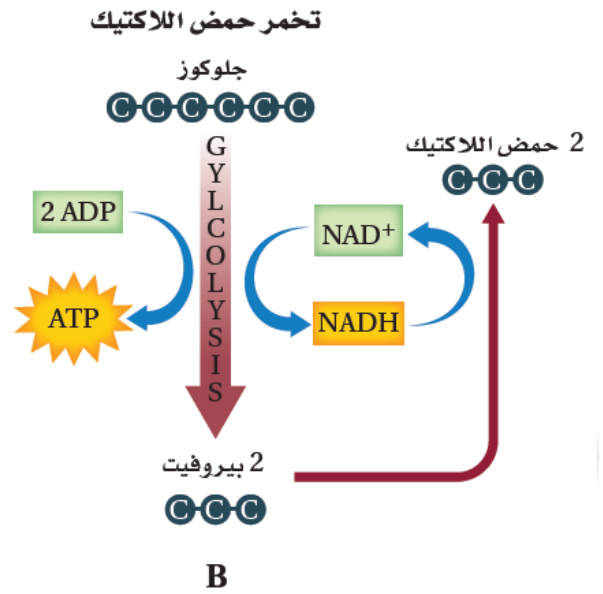 تخمر حمض اللاكتيك
جلوكوز
C C C C C C
GYLCOLYSIS
2 حمض اللاكتيك
C C C
2 ADP
NAD+
ATP
NADH
2 بيروفيت
C C C
B